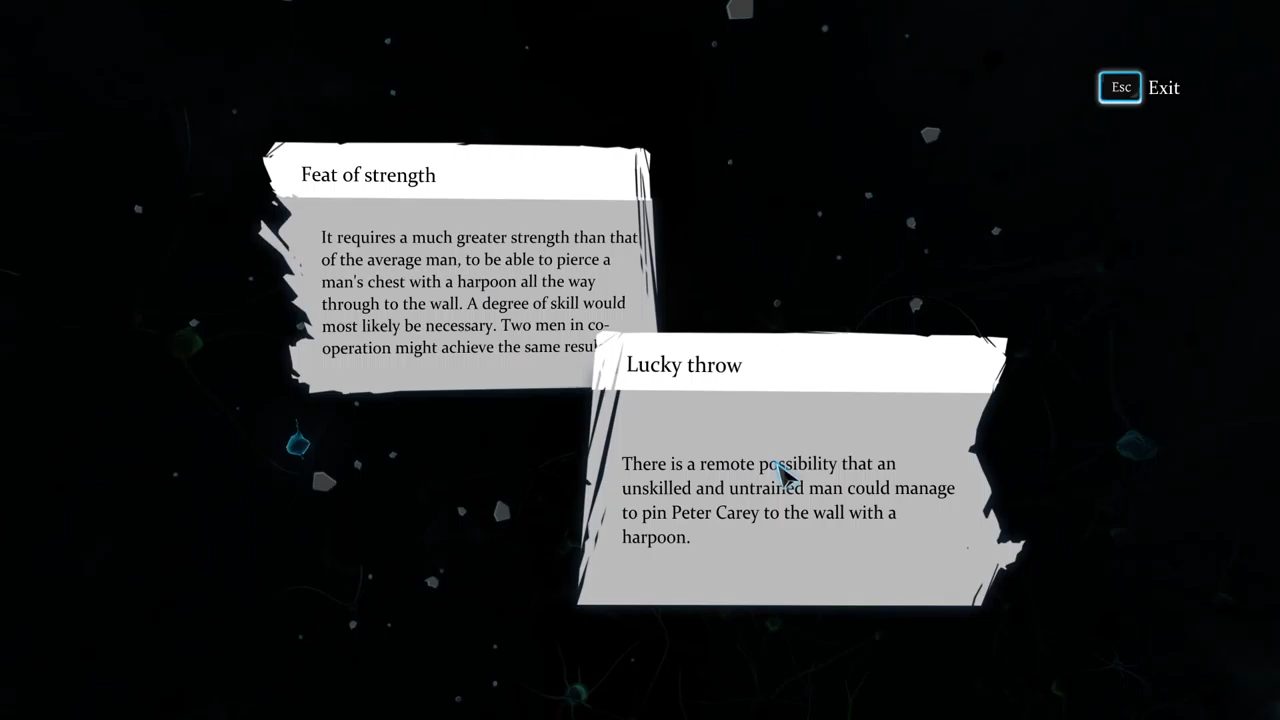 Esc Exit
Feat of strength
It requires a much greater strength than that
of the average man, to be able to pierce a
man's chest with a harpoon all the way
through to the wall. A degree of skill would
most likely be necessary. Two men in co-
operation might achieve the same
Lucky throw
There is a remote possibility that an
unskilled and untrained man could manage
to pin Peter Carey to the wall with a
harpoon.